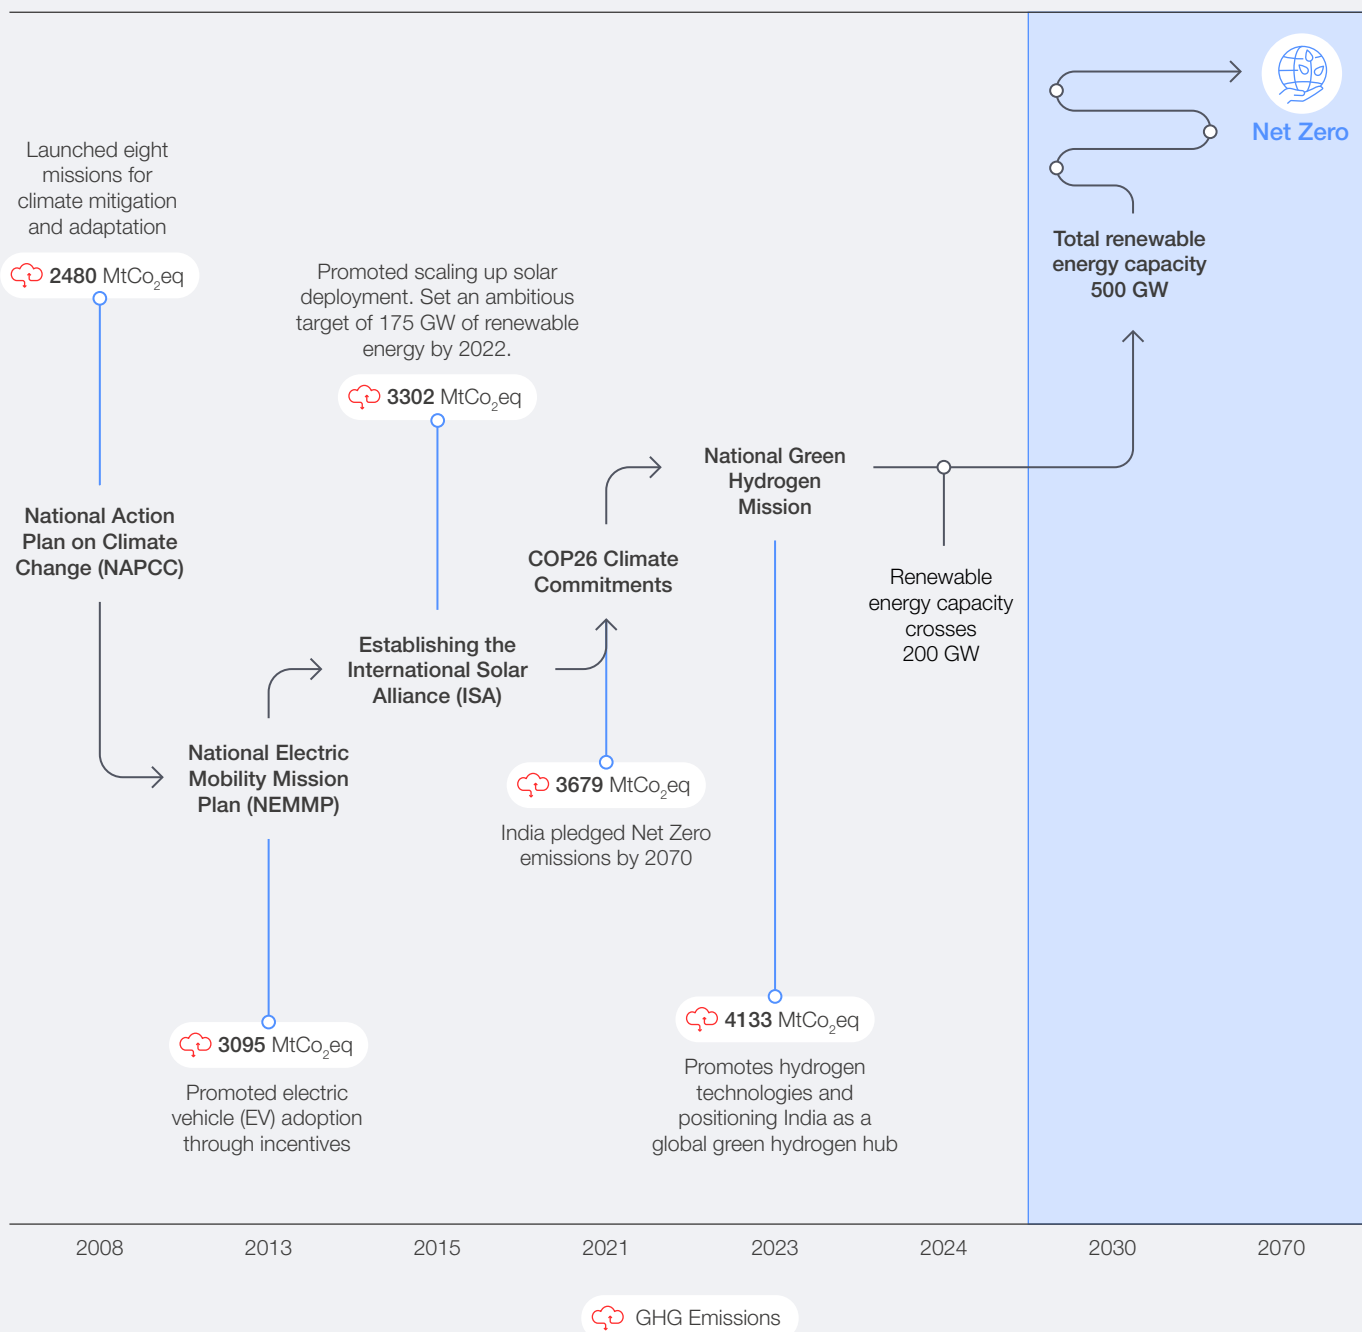 Launched eight
missions for
climate mitigation
and adaptation
2480 MtCo₂eq
National Action
Plan on Climate
Change (NAPCC)
National Electric
Mobility Mission
Plan (NEMMP)
3095 MtCo₂eq
Promoted electric
vehicle (EV) adoption
through incentives
Promoted scaling up solar
deployment. Set an ambitious
target of 175 GW of renewable
energy by 2022.
3302 MtCo₂eq
Establishing the
International Solar
Alliance (ISA)
COP26 Climate
Commitments
3679 MtCo₂eq
India pledged Net Zero
emissions by 2070
National Green
Hydrogen
Mission
4133 MtCo₂eq
Promotes hydrogen
technologies and
positioning India as a
global green hydrogen hub
Renewable
energy capacity
crosses
200 GW
Total renewable
energy capacity
500 GW
Net Zero
2008 2013 2015 2021 2023 2024 2030 2070
GHG Emissions